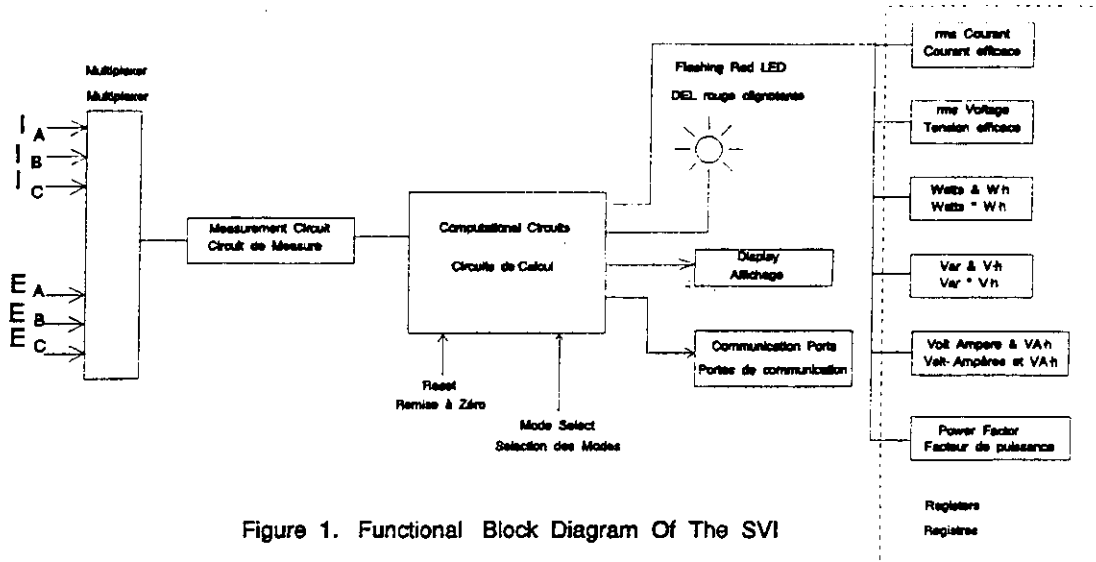 Multiplexer
Multiplexer
I A
I B
I C
E A
E B
E C
Measurement Circuit
Circuit de Mesure
Computational Circuits
Circuits de Calcul
Reset
Remise à Zéro
Mode Select
Selection des Modes
Flashing Red LED
DEL rouge clignotante
Display
Affichage
Communication Ports
Portes de communication
rms Courant
Courant efficace
rms Voltage
Tension efficace
Watts & W·h
Watts " W·h
Var & V·h
Var " V·h
Volt Ampere & VA·h
Volt-Ampères et VA·h
Power Factor
Facteur de puissance
Registers
Registres
Figure 1. Functional Block Diagram Of The SVI